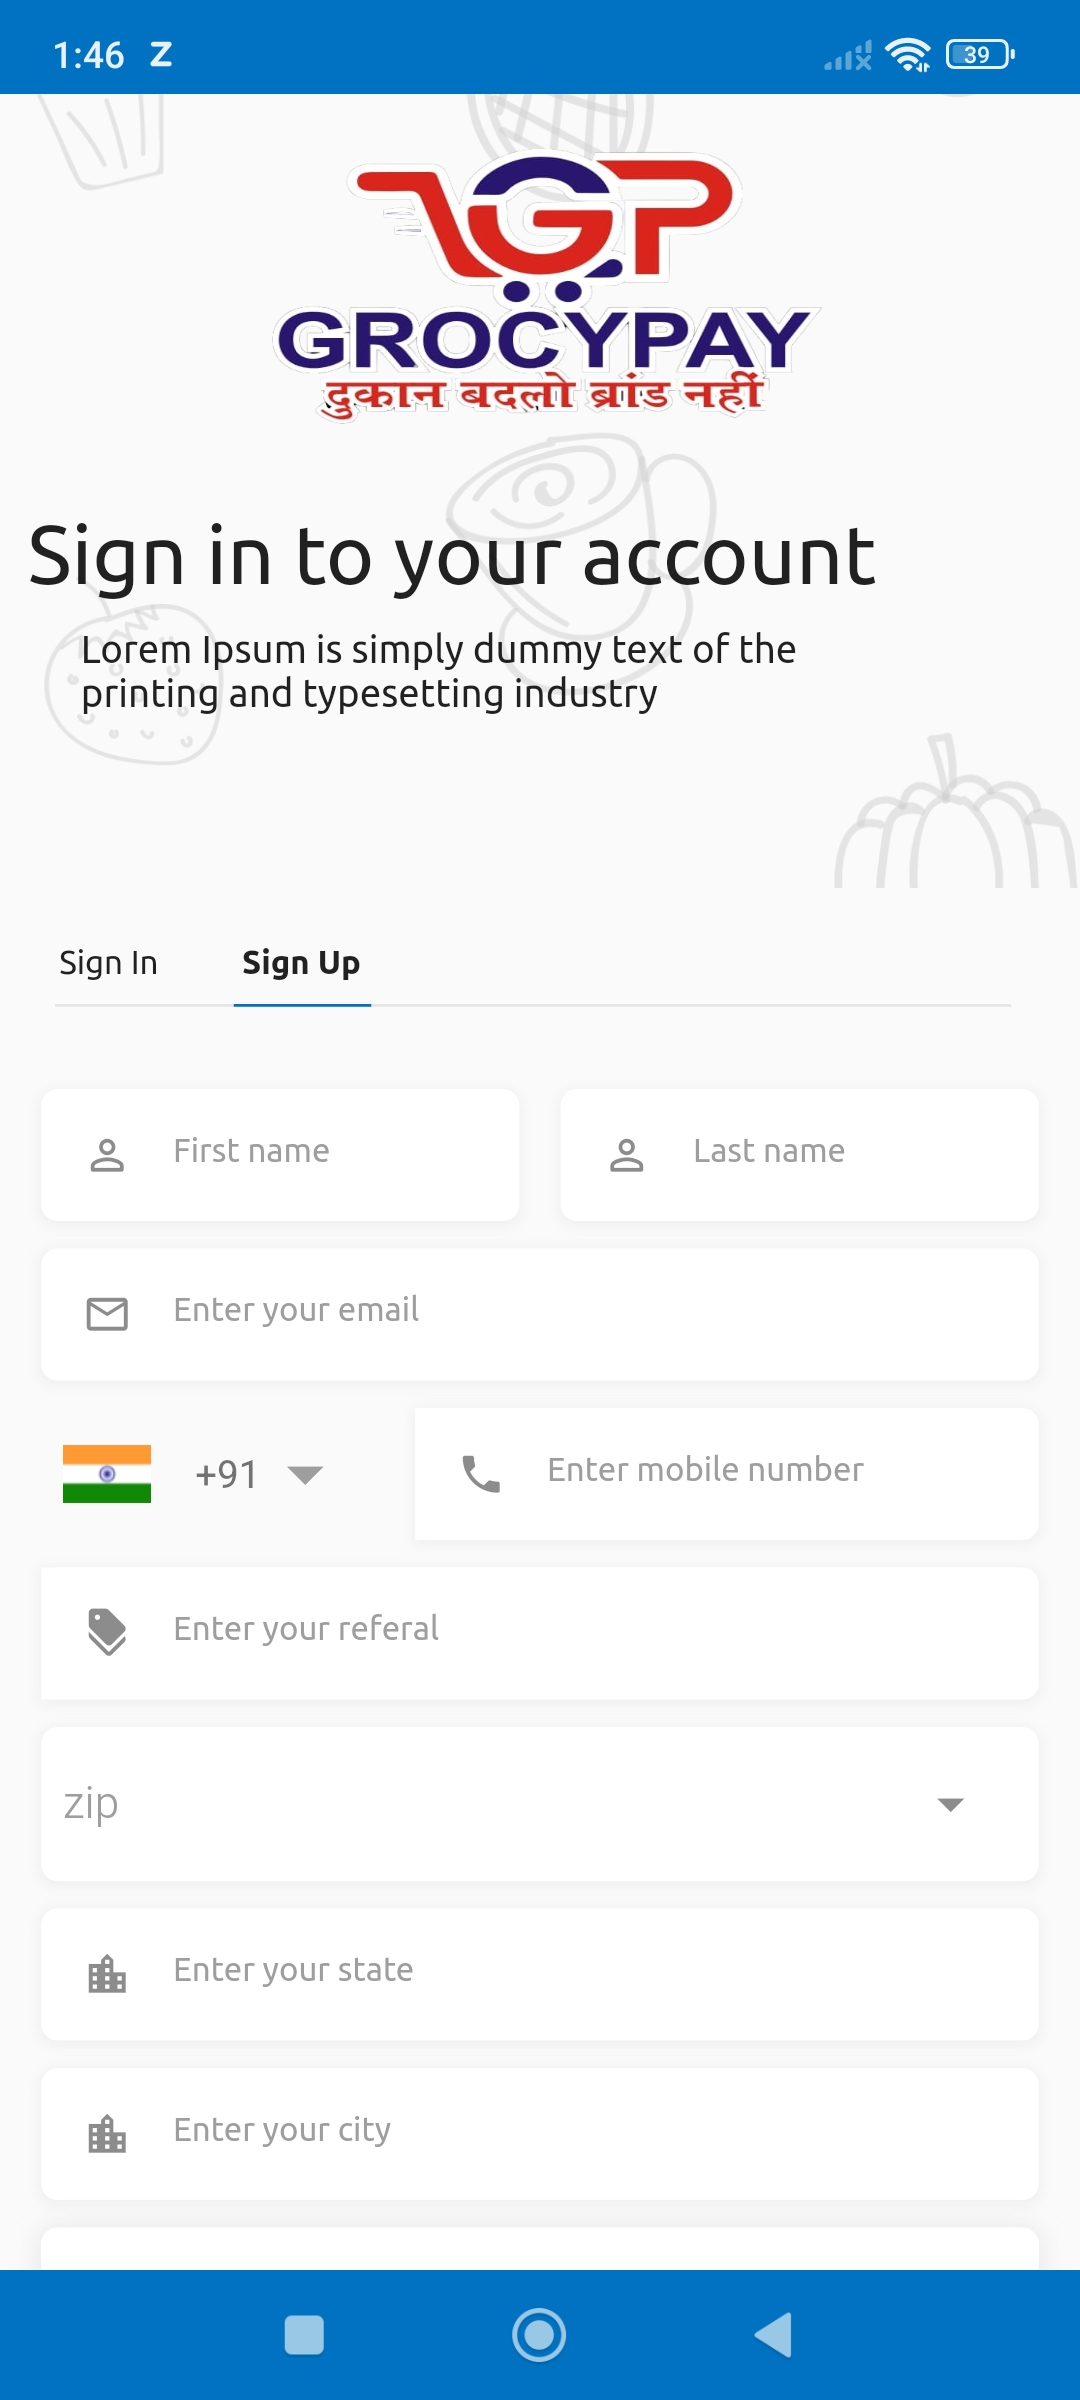 1:46 Z 39
GP
GROCYPAY
दुकान बदलो ब्रांड नहीं
Sign in to your account
Lorem Ipsum is simply dummy text of the
printing and typesetting industry
Sign In Sign Up
First name Last name
Enter your email
+91 Enter mobile number
Enter your referal
zip
Enter your state
Enter your city